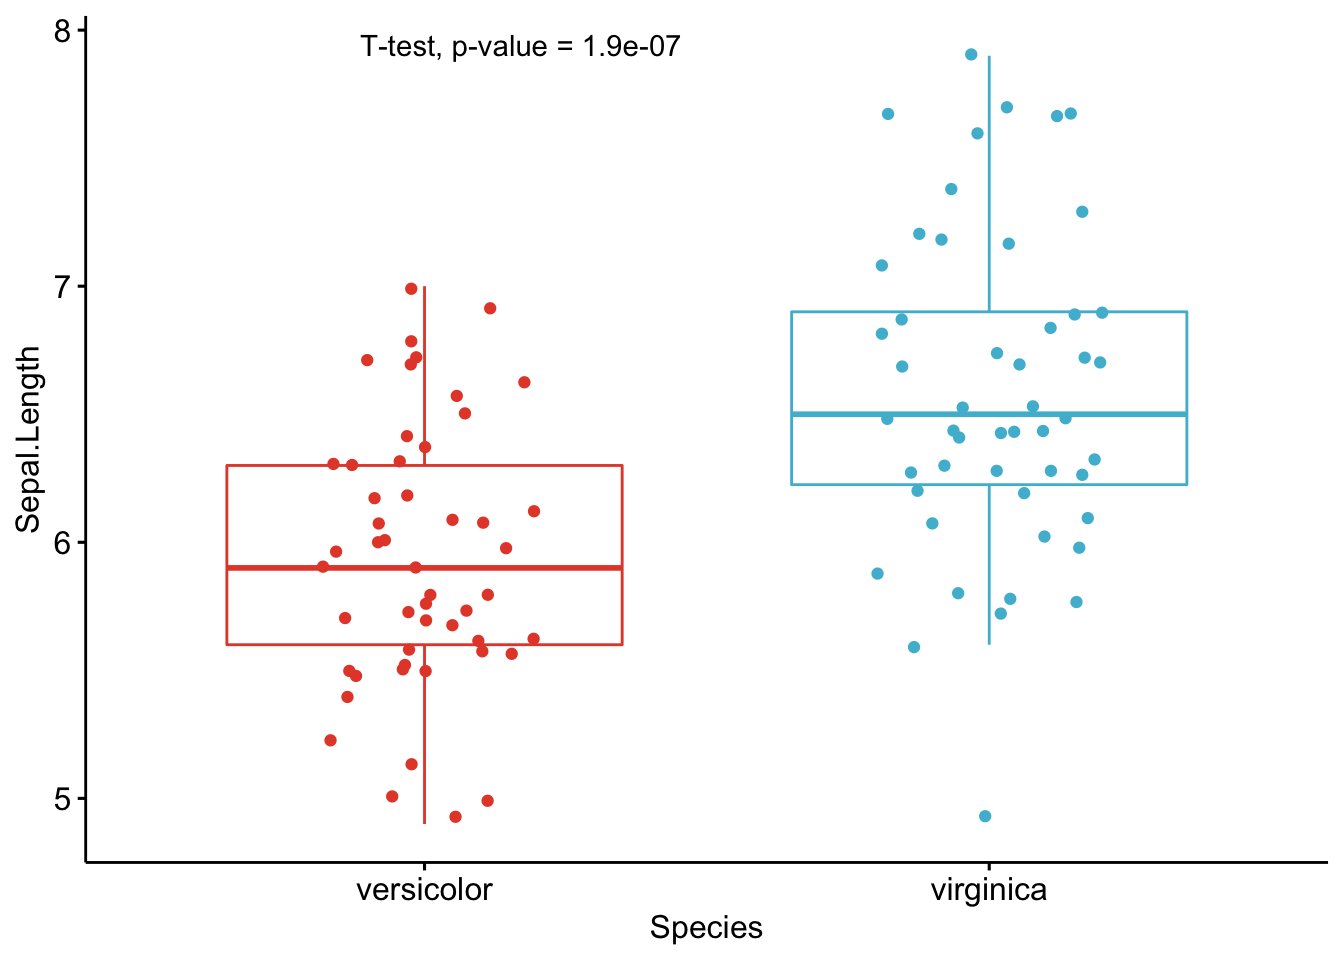 T-test, p-value = 1.9e-07
8
7
6
5
Sepal.Length
versicolor virginica
Species